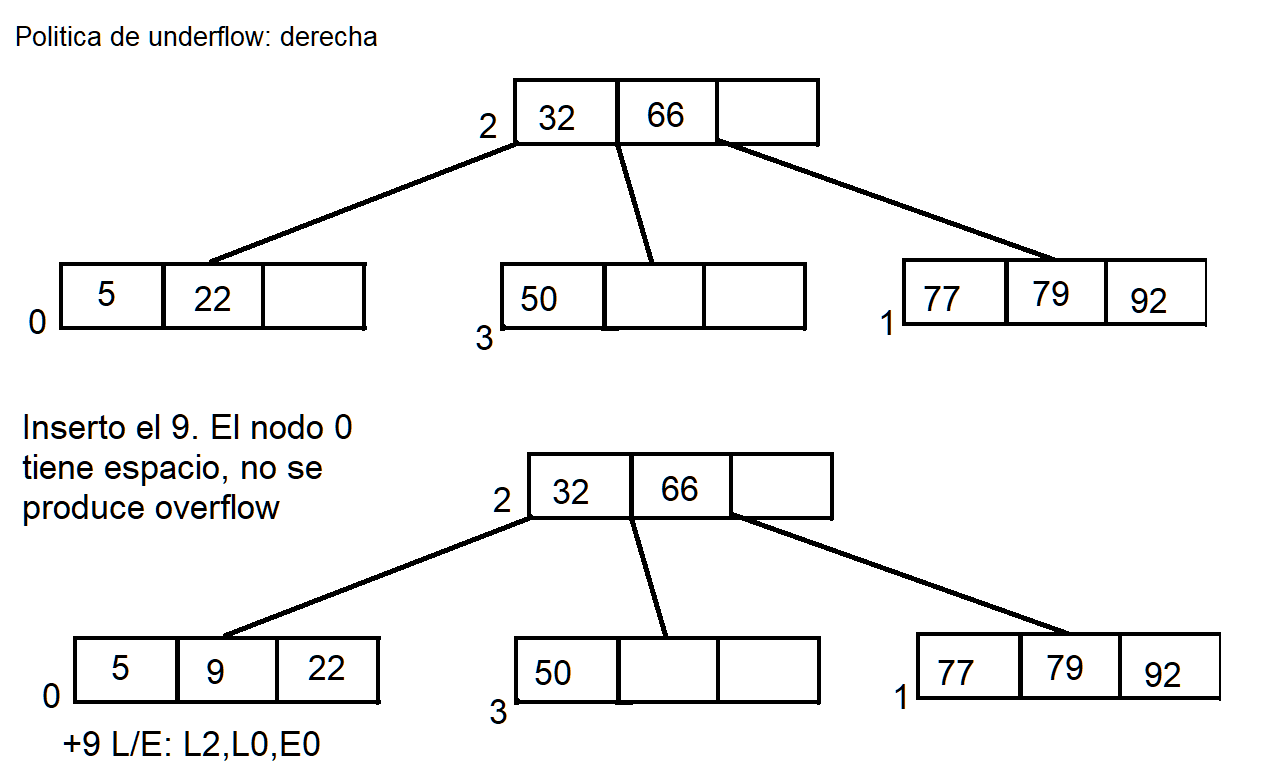 Politica de underflow: derecha
2 32 66
0 5 22
3 50
1 77 79 92
Inserto el 9. El nodo 0
tiene espacio, no se
produce overflow
2 32 66
0 5 9 22
3 50
1 77 79 92
+9 L/E: L2,L0,E0